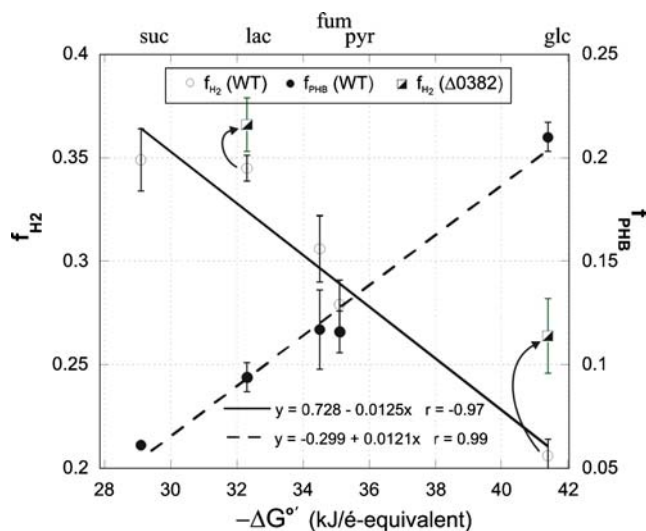 fum
suc lac pyr glc
0.4 0.25
○ f_H2 (WT) ● f_PHB (WT) ◪ f_H2 (Δ0382)
0.35 0.2
f_H2
f_PHB
0.3 0.15
0.25 0.1
y = 0.728 - 0.0125x r = -0.97
y = -0.299 + 0.0121x r = 0.99
0.2 0.05
28 30 32 34 36 38 40 42
−ΔG°' (kJ/é-equivalent)